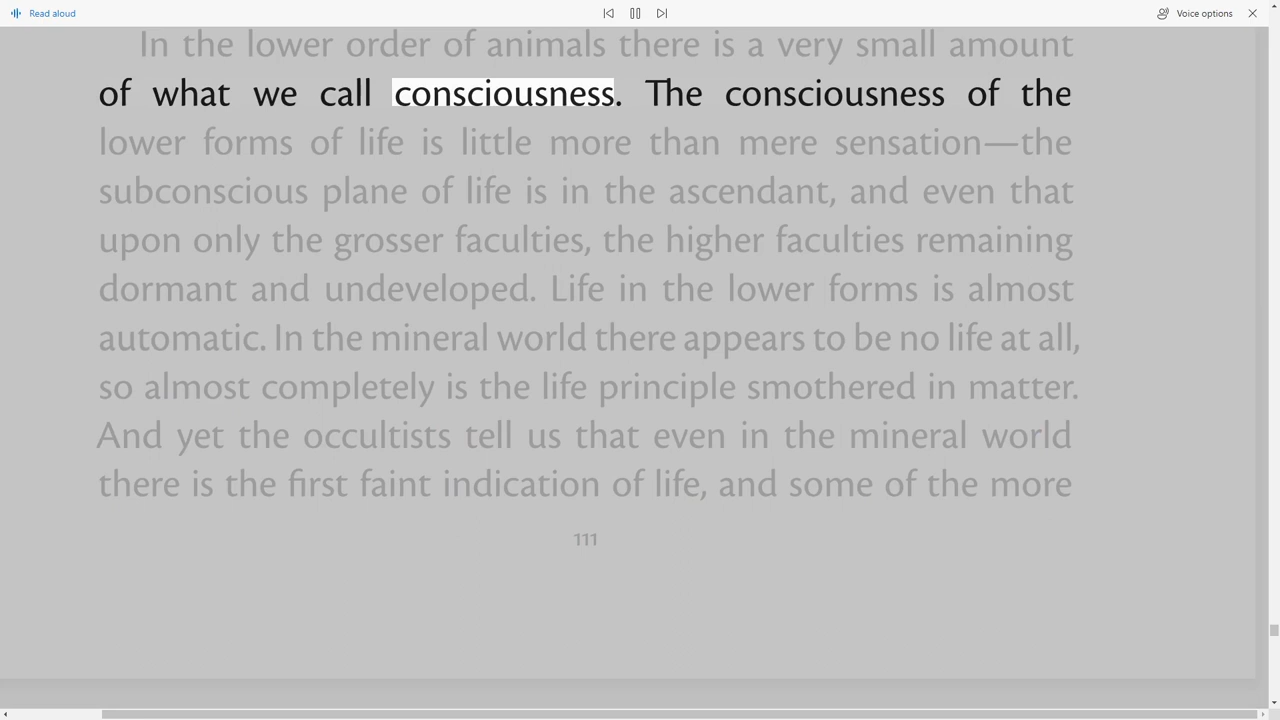 Read aloud
Voice options
In the lower order of animals there is a very small amount
of what we call consciousness. The consciousness of the
lower forms of life is little more than mere sensation—the
subconscious plane of life is in the ascendant, and even that
upon only the grosser faculties, the higher faculties remaining
dormant and undeveloped. Life in the lower forms is almost
automatic. In the mineral world there appears to be no life at all,
so almost completely is the life principle smothered in matter.
And yet the occultists tell us that even in the mineral world
there is the first faint indication of life, and some of the more
111